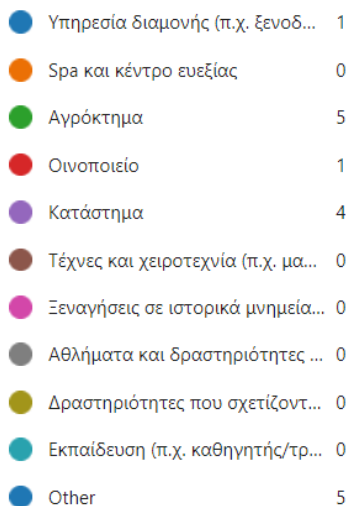 Υπηρεσία διαμονής (π.χ. ξενοδ... 1
Spa και κέντρο ευεξίας 0
Αγρόκτημα 5
Οινοποιείο 1
Κατάστημα 4
Τέχνες και χειροτεχνία (π.χ. μα... 0
Ξεναγήσεις σε ιστορικά μνημεία... 0
Αθλήματα και δραστηριότητες ... 0
Δραστηριότητες που σχετίζοντ... 0
Εκπαίδευση (π.χ. καθηγητής/τρ... 0
Other 5